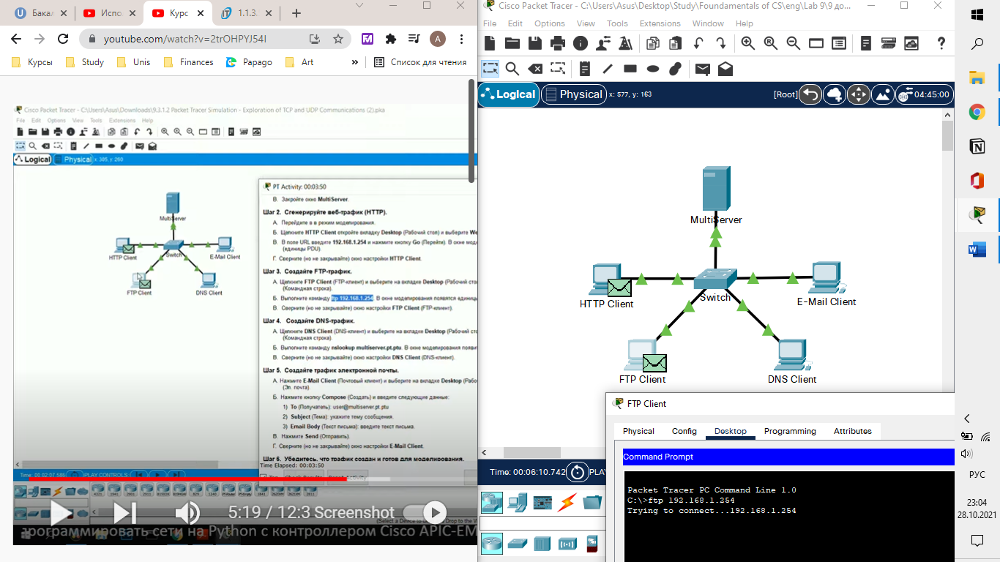 Бакал
Испо.
Курс
1.1.3.
youtube.com/watch?v=2trOHPYJ54I
A
Курсы
Study
Unis
Finances
Papago
Art
»
Список для чтения
Cisco Packet Tracer - C:\Users\Asus\Downloads\9.3.1.2 Packet Tracer Simulation - Exploration of TCP and UDP Communications (2).pka
File Edit Options View Tools Extensions Help
Logical
Physical
x: 305, y: 260
MultiServer
HTTP Client
Switch
E-Mail Client
FTP Client
DNS Client
PT Activity: 00:03:50
В. Закройте окно MultiServer.
Шаг 2. Сгенерируйте веб-трафик (HTTP).
А. Перейдите в в режим моделирования.
Б. Щелкните HTTP Client откройте вкладку Desktop (Рабочий стол) и выберите We
В. В поле URL введите 192.168.1.254 и нажмите кнопку Go (Перейти). В окне мод
(единицы PDU).
Г. Сверните (но не закрывайте) окно настройки HTTP Client.
Шаг 3. Создайте FTP-трафик.
А. Щелкните FTP Client (FTP-клиент) и выберите на вкладке Desktop (Рабочий сто
(Командная строка).
Б. Выполните команду ftp 192.168.1.254. В окне моделирования появятся единицы
В. Сверните (но не закрывайте) окно настройки FTP Client (FTP-клиент).
Шаг 4. Создайте DNS-трафик.
А. Щелкните DNS Client (DNS-клиент) и выберите на вкладке Desktop (Рабочий сто
(Командная строка).
Б. Выполните команду nslookup multiserver.pt.ptu. В окне моделирования появит
В. Сверните (но не закрывайте) окно настройки DNS Client (DNS-клиент).
Шаг 5. Создайте трафик электронной почты.
А. Нажмите E-Mail Client (Почтовый клиент) и выберите на вкладке Desktop (Рабо
(Эл. почта).
Б. Нажмите кнопку Compose (Создать) и введите следующие данные:
1) To (Получатель): user@multiserver.pt.ptu
2) Subject (Тема): укажите тему сообщения.
3) Email Body (Текст письма): введите текст письма.
В. Нажмите Send (Отправить).
Г. Сверните (но не закрывайте) окно настройки E-Mail Client.
Шаг 6. Убедитесь, что трафик создан и готов для моделирования.
Time Elapsed: 00:03:50
Top Check Results Reset Activity
Time: 00:02:07.586
PLAY CONTROLS:
5:19 / 12:3
Screenshot
программировать сети на Python с контроллером Cisco APIC-EM
Cisco Packet Tracer - C:\Users\Asus\Desktop\Study\Foundamentals of CS\eng\Lab 9\9 до...
File Edit Options View Tools Extensions Window Help
Logical
Physical
x: 577, y: 163
[Root]
04:45:00
MultiServer
HTTP Client
Switch
E-Mail Client
FTP Client
DNS Client
Time: 00:06:10.742
PLAY
FTP Client
Physical Config Desktop Programming Attributes
Command Prompt
Packet Tracer PC Command Line 1.0
C:\>ftp 192.168.1.254
Trying to connect...192.168.1.254
РУС
23:04
28.10.2021